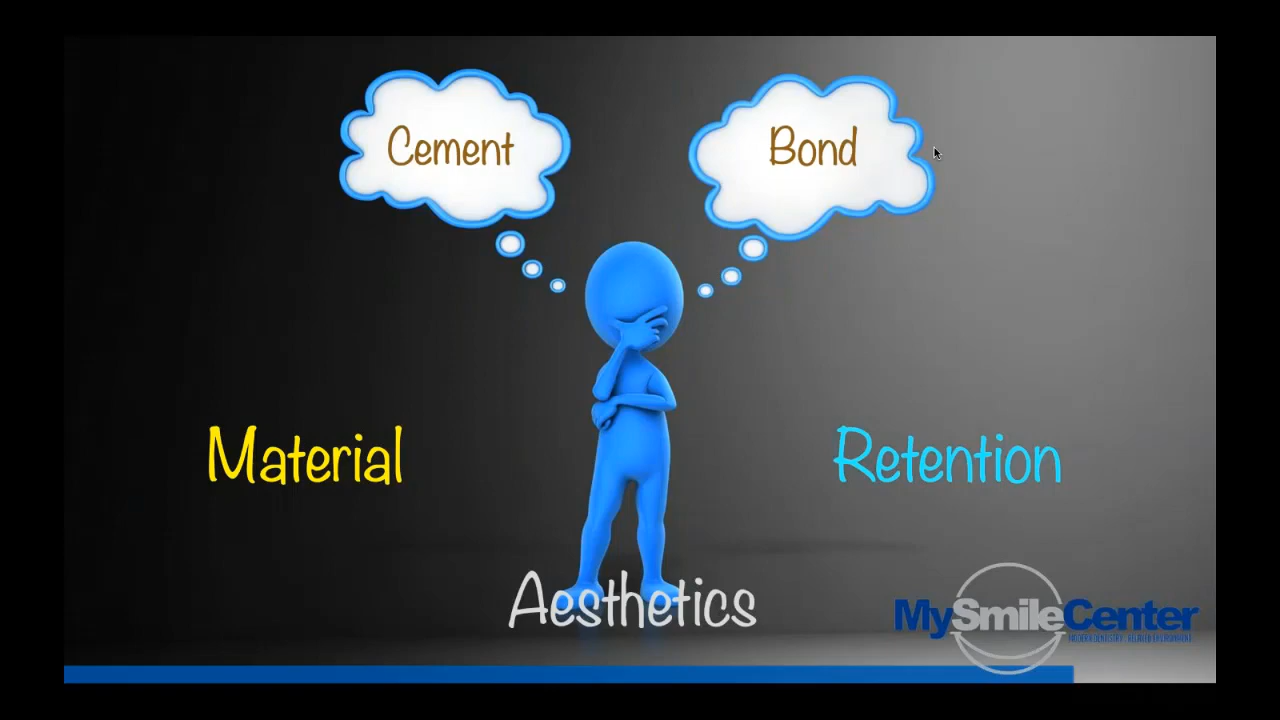 Cement
Bond
Material
Retention
Aesthetics
MySmileCenter